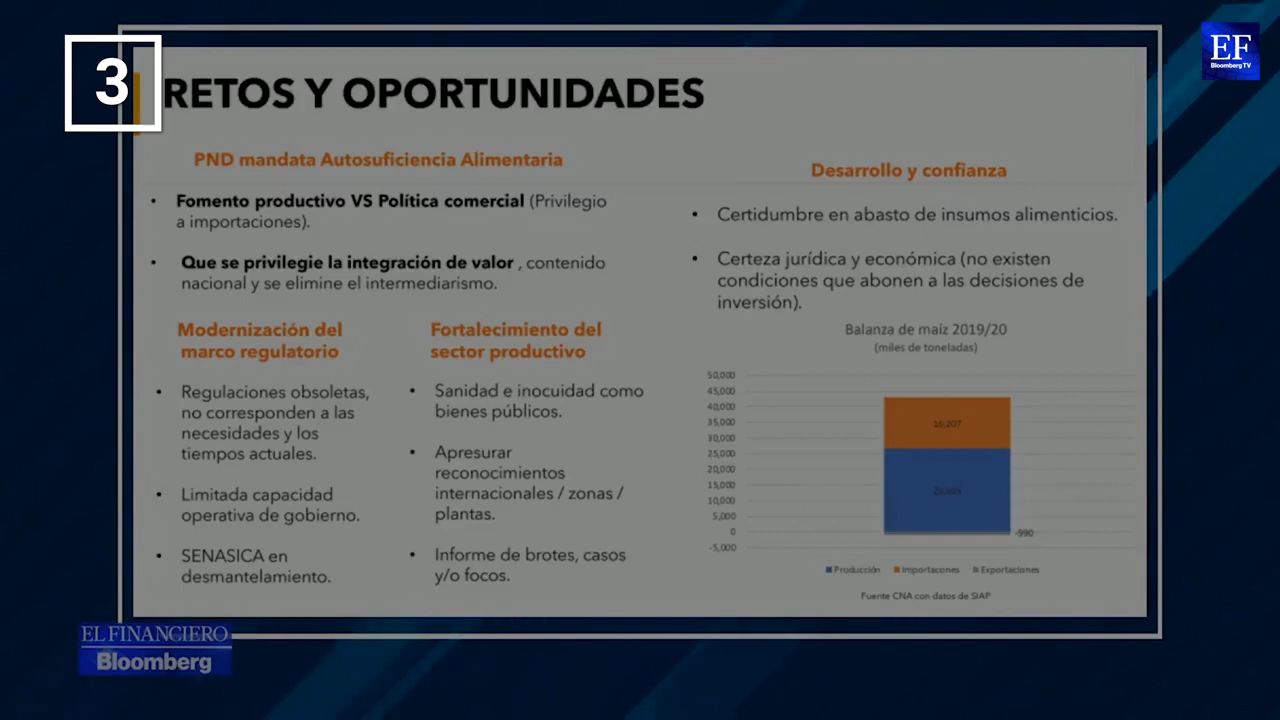 3
EF
Bloomberg TV
RETOS Y OPORTUNIDADES
PND mandata Autosuficiencia Alimentaria
• Fomento productivo VS Política comercial (Privilegio
a importaciones).
• Que se privilegie la integración de valor , contenido
nacional y se elimine el intermediarismo.
Modernización del
marco regulatorio
• Regulaciones obsoletas,
no corresponden a las
necesidades y los
tiempos actuales.
• Limitada capacidad
operativa de gobierno.
• SENASICA en
desmantelamiento.
Fortalecimiento del
sector productivo
• Sanidad e inocuidad como
bienes públicos.
• Apresurar
reconocimientos
internacionales / zonas /
plantas.
• Informe de brotes, casos
y/o focos.
Desarrollo y confianza
• Certidumbre en abasto de insumos alimenticios.
• Certeza jurídica y económica (no existen
condiciones que abonen a las decisiones de
inversión).
Balanza de maíz 2019/20
(miles de toneladas)
50,000
45,000
40,000
35,000
30,000
25,000
20,000
15,000
10,000
5,000
0
-5,000
16,207
-990
Producción Importacones Exportaciones
Fuente CNA con datos de SIAP
EL FINANCIERO
Bloomberg